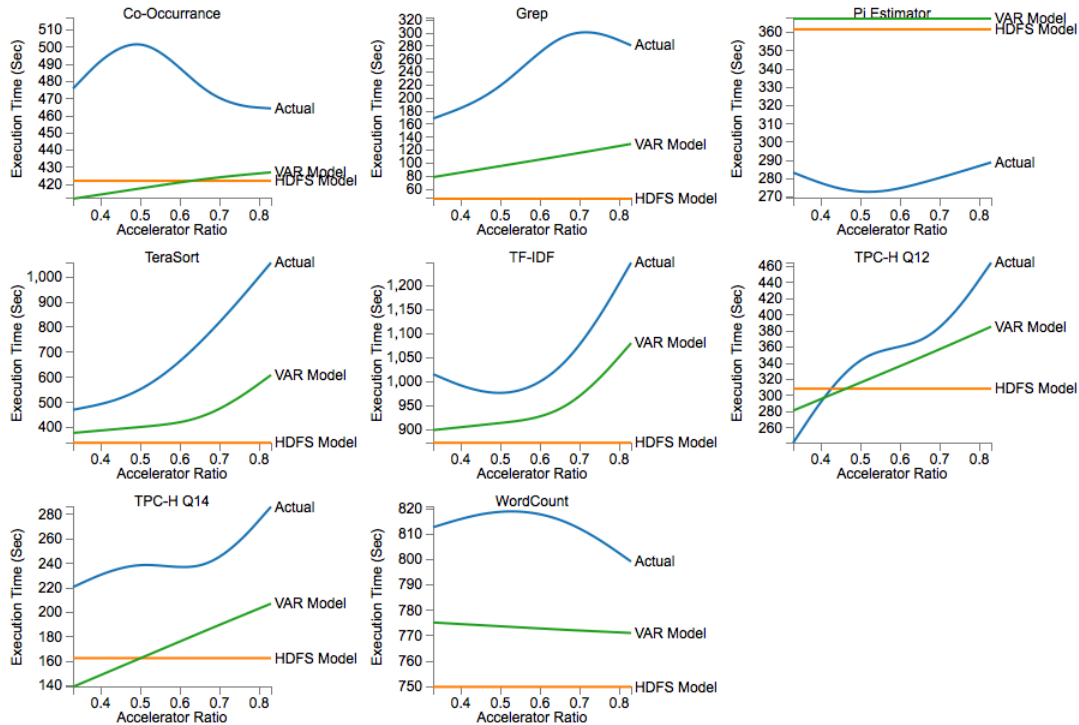 Co-Occurrance
Execution Time (Sec)
510
500
490
480
470
460
450
440
430
420
0.4 0.5 0.6 0.7 0.8
Accelerator Ratio
Actual
VAR Model
HDFS Model
Grep
Execution Time (Sec)
320
300
280
260
240
220
200
180
160
140
120
100
80
60
0.4 0.5 0.6 0.7 0.8
Accelerator Ratio
Actual
VAR Model
HDFS Model
Pi Estimator
Execution Time (Sec)
360
350
340
330
320
310
300
290
280
270
0.4 0.5 0.6 0.7 0.8
Accelerator Ratio
VAR Model
HDFS Model
Actual
TeraSort
Execution Time (Sec)
1,000
900
800
700
600
500
400
0.4 0.5 0.6 0.7 0.8
Accelerator Ratio
Actual
VAR Model
HDFS Model
TF-IDF
Execution Time (Sec)
1,200
1,150
1,100
1,050
1,000
950
900
0.4 0.5 0.6 0.7 0.8
Accelerator Ratio
Actual
VAR Model
HDFS Model
TPC-H Q12
Execution Time (Sec)
460
440
420
400
380
360
340
320
300
280
260
0.4 0.5 0.6 0.7 0.8
Accelerator Ratio
Actual
VAR Model
HDFS Model
TPC-H Q14
Execution Time (Sec)
280
260
240
220
200
180
160
140
0.4 0.5 0.6 0.7 0.8
Accelerator Ratio
Actual
VAR Model
HDFS Model
WordCount
Execution Time (Sec)
820
810
800
790
780
770
760
750
0.4 0.5 0.6 0.7 0.8
Accelerator Ratio
Actual
VAR Model
HDFS Model